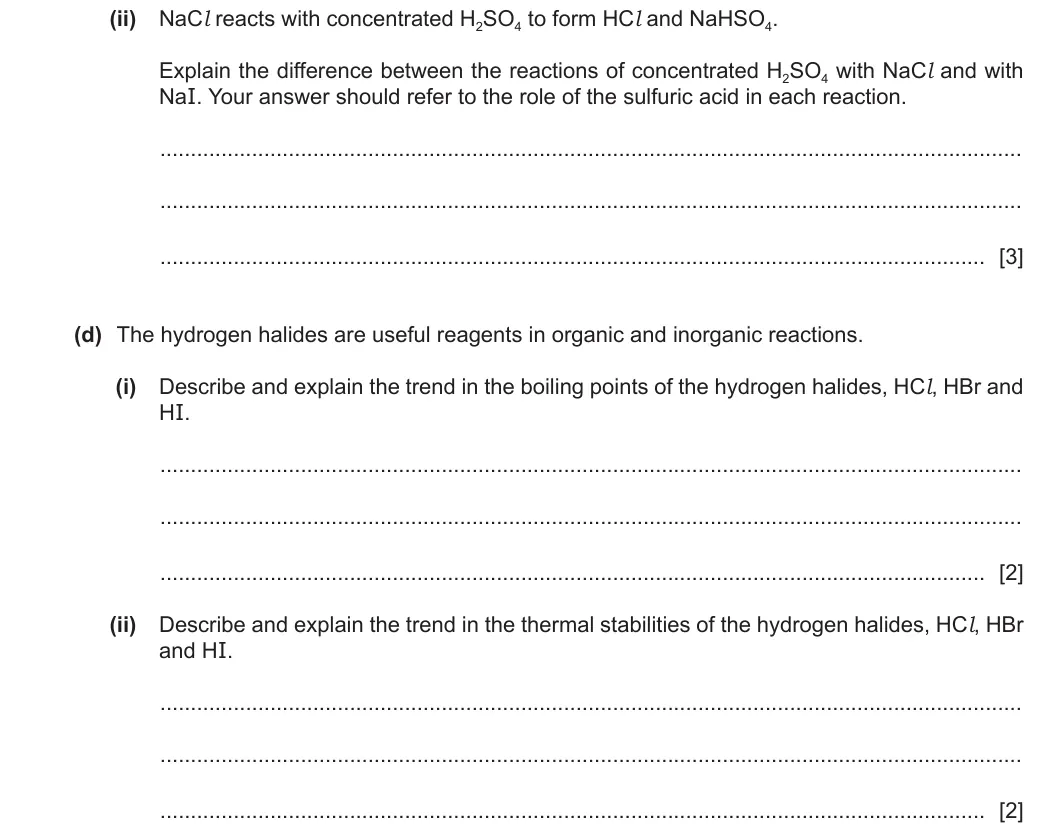 (ii) NaCl reacts with concentrated H₂SO₄ to form HCl and NaHSO₄.
Explain the difference between the reactions of concentrated H₂SO₄ with NaCl and with
NaI. Your answer should refer to the role of the sulfuric acid in each reaction.
..............................................................................................................................................
..............................................................................................................................................
....................................................................................................................................... [3]
(d) The hydrogen halides are useful reagents in organic and inorganic reactions.
(i) Describe and explain the trend in the boiling points of the hydrogen halides, HCl, HBr and
HI.
..............................................................................................................................................
..............................................................................................................................................
....................................................................................................................................... [2]
(ii) Describe and explain the trend in the thermal stabilities of the hydrogen halides, HCl, HBr
and HI.
..............................................................................................................................................
..............................................................................................................................................
....................................................................................................................................... [2]